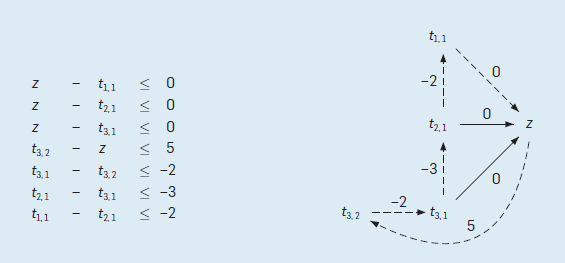 z − t1,1 ≤ 0
z − t2,1 ≤ 0
z − t3,1 ≤ 0
t3,2 − z ≤ 5
t3,1 − t3,2 ≤ −2
t2,1 − t3,1 ≤ −3
t1,1 − t2,1 ≤ −2
t1,1
0
−2
t2,1 0 z
−3
0
t3,2 −2 t3,1
5